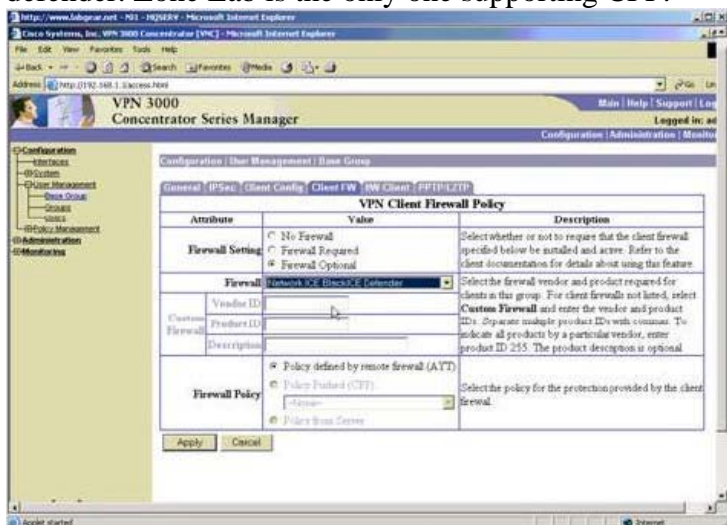 defender. Zone Lab is the only one supporting CPP.
http://www.labgear.net - N01 - HQSERV - Microsoft Internet Explorer
Cisco Systems, Inc. VPN 3000 Concentrator [VNC] - Microsoft Internet Explorer
File Edit View Favorites Tools Help
Back Search Favorites Media
Address http://192.168.1.1/access.html Go
VPN 3000
Concentrator Series Manager
Main | Help | Support | Log
Logged in: ad
Configuration | Administration | Monito
Configuration
Interfaces
System
User Management
Base Group
Groups
Users
Policy Management
Administration
Monitoring
Configuration | User Management | Base Group
General IPSec Client Config Client FW HW Client PPTP/L2TP
VPN Client Firewall Policy
Attribute Value Description
Firewall Setting
No Firewall
Firewall Required
Firewall Optional
Select whether or not to require that the client firewall
specified below be installed and active. Refer to the
client documentation for details about using this feature.
Firewall Network ICE BlackICE Defender
Custom Firewall
Vendor ID
Product ID
Description
Select the firewall vendor and product required for
clients in this group. For client firewalls not listed, select
Custom Firewall and enter the vendor and product
IDs. Separate multiple product IDs with commas. To
indicate all products by a particular vendor, enter
product ID 255. The product description is optional.
Firewall Policy
Policy defined by remote firewall (AYT)
Policy Pushed (CPP)
--None--
Policy from Server
Select the policy for the protection provided by the client
firewall.
Apply Cancel
Applet started Internet